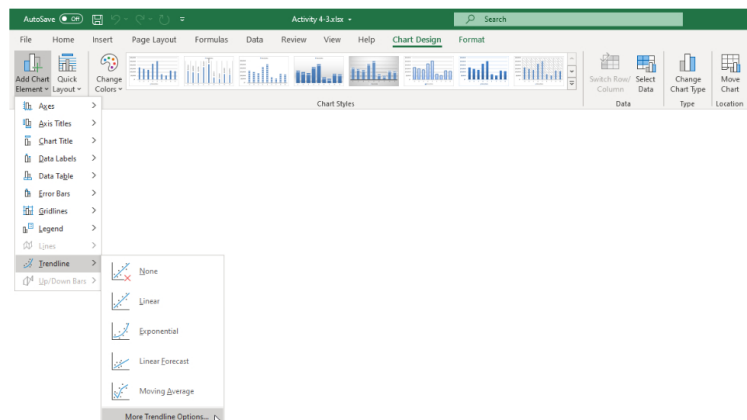 AutoSave Off Activity 4-3.xlsx Search
File Home Insert Page Layout Formulas Data Review View Help Chart Design Format
Add Chart Element Quick Layout Change Colors Switch Row/ Column Select Data Change Chart Type Move Chart
Chart Styles Data Type Location
Axes
Axis Titles
Chart Title
Data Labels
Data Table
Error Bars
Gridlines
Legend
Lines
Trendline
Up/Down Bars
None
Linear
Exponential
Linear Forecast
Moving Average
More Trendline Options...